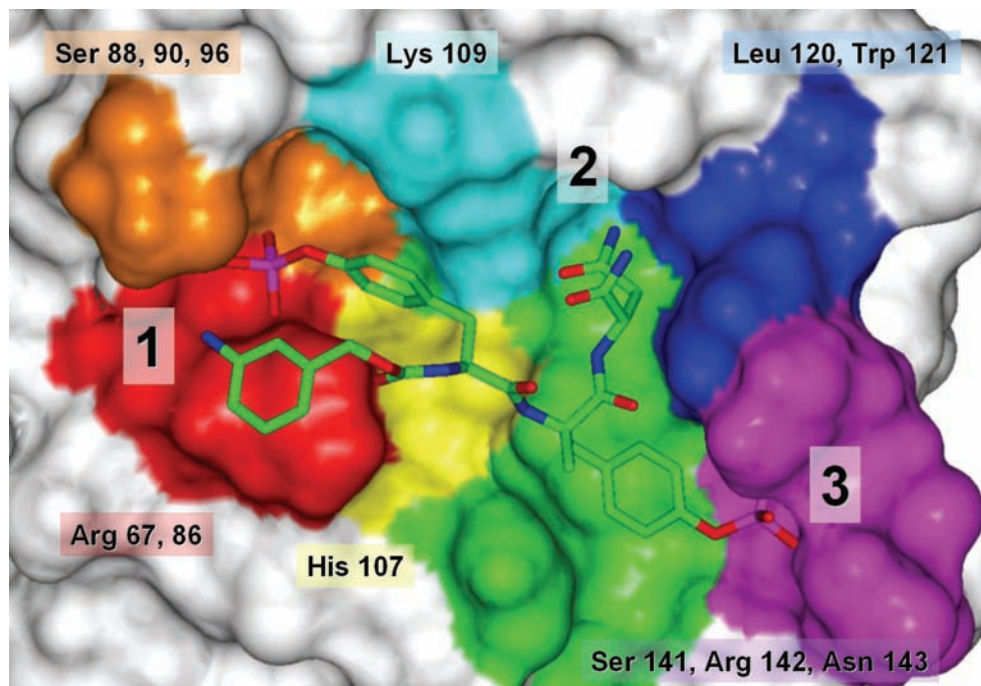 Ser 88, 90, 96
Lys 109
Leu 120, Trp 121
2
1
3
Arg 67, 86
His 107
Ser 141, Arg 142, Asn 143